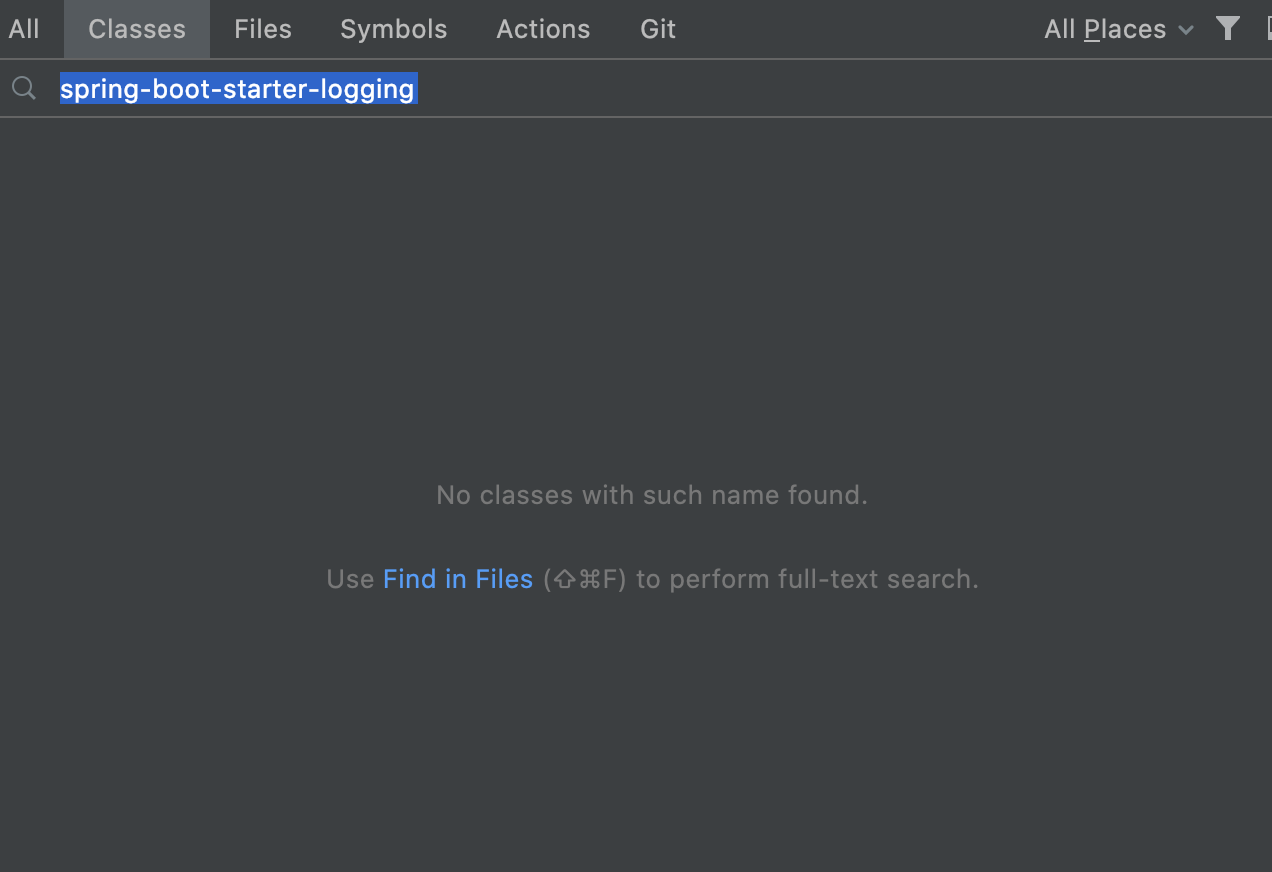 All Classes Files Symbols Actions Git All Places
spring-boot-starter-logging
No classes with such name found.
Use Find in Files (⇧⌘F) to perform full-text search.